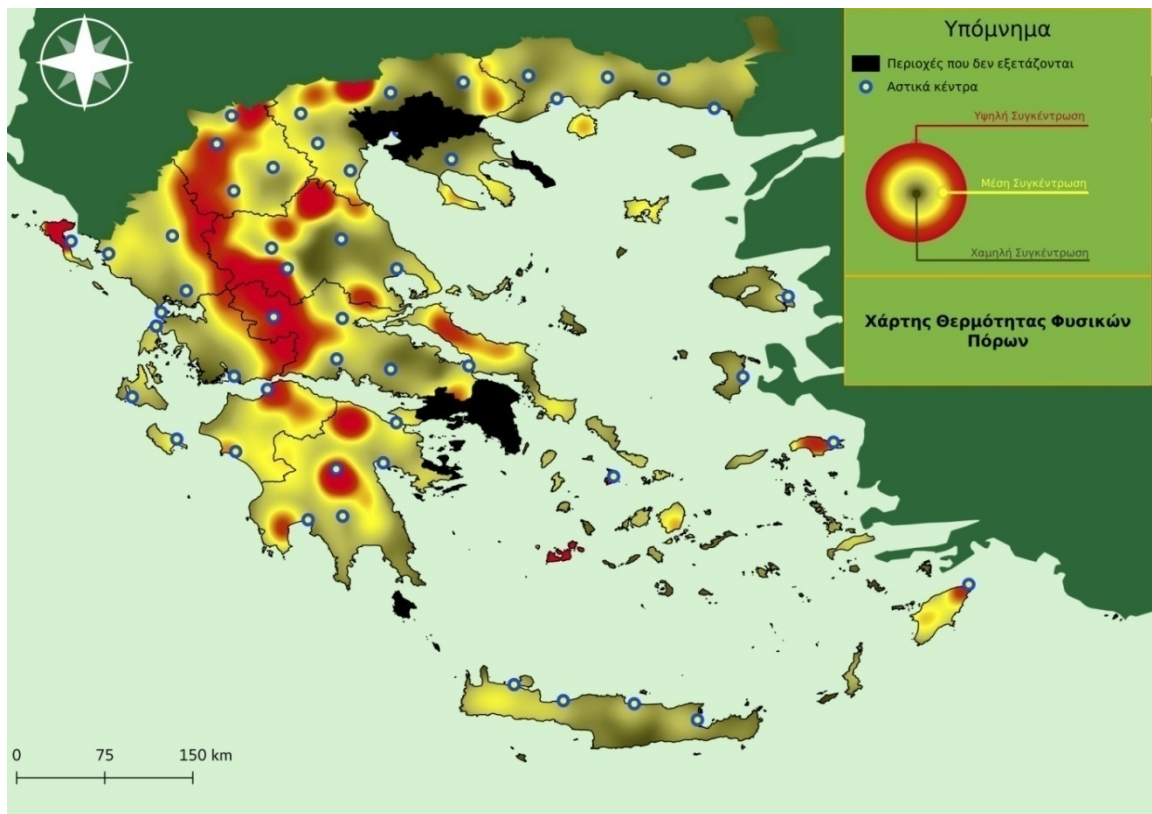 Υπόμνημα
Περιοχές που δεν εξετάζονται
Αστικά κέντρα
Υψηλή Συγκέντρωση
Μέση Συγκέντρωση
Χαμηλή Συγκέντρωση
Χάρτης Θερμότητας Φυσικών
Πόρων
0 75 150 km